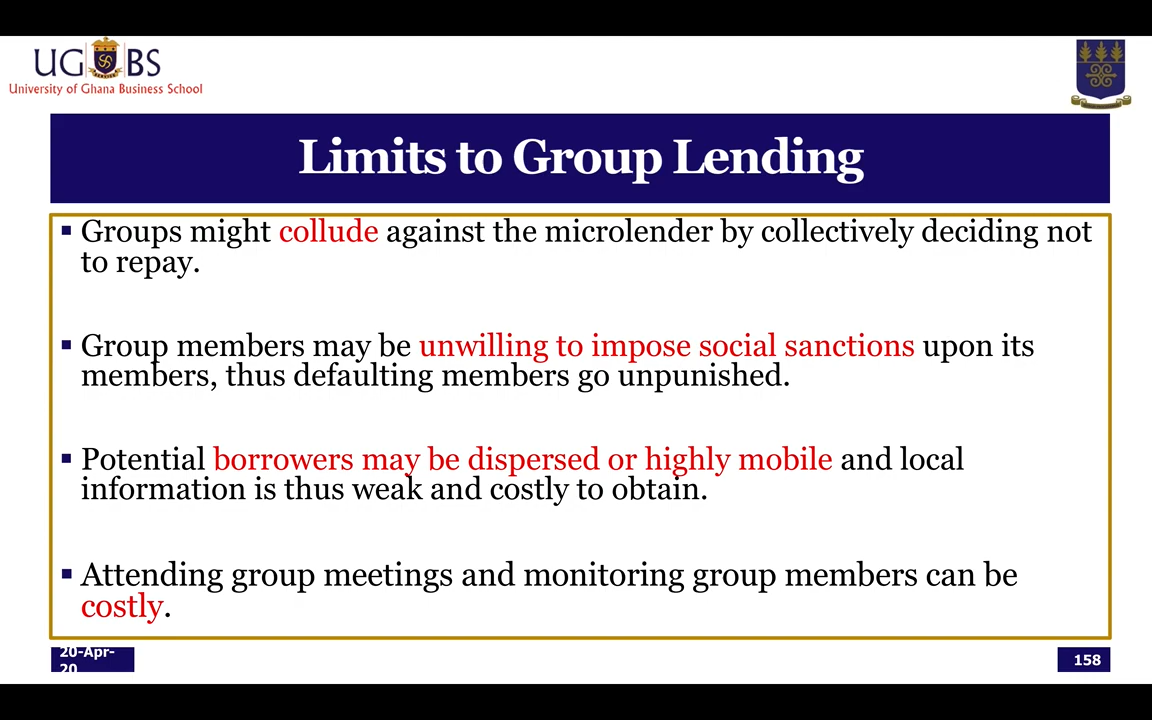 UG BS
University of Ghana Business School
Limits to Group Lending
▪ Groups might collude against the microlender by collectively deciding not
to repay.
▪ Group members may be unwilling to impose social sanctions upon its
members, thus defaulting members go unpunished.
▪ Potential borrowers may be dispersed or highly mobile and local
information is thus weak and costly to obtain.
▪ Attending group meetings and monitoring group members can be
costly.
20-Apr-
20
158